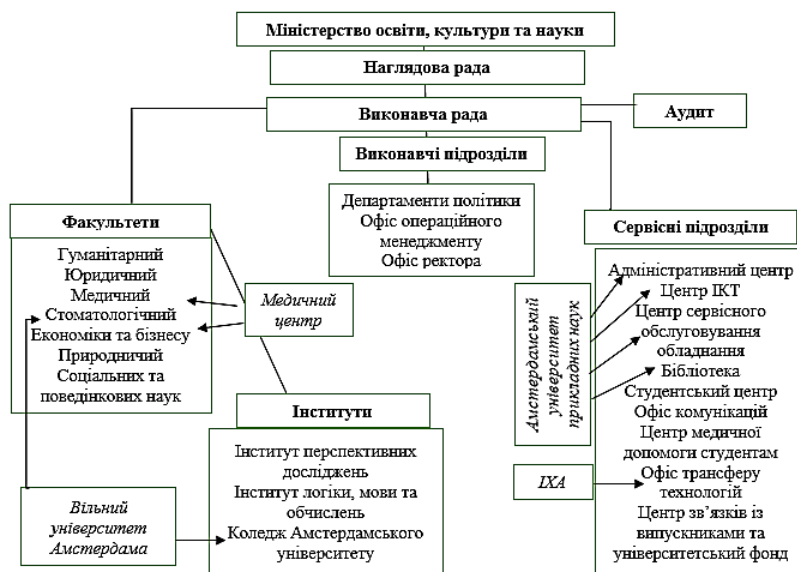 Міністерство освіти, культури та науки
Наглядова рада
Виконавча рада
Аудит
Виконавчі підрозділи
Департаменти політики
Офіс операційного
менеджменту
Офіс ректора
Факультети
Гуманітарний
Юридичний
Медичний
Стоматологічний
Економіки та бізнесу
Природничий
Соціальних та
поведінкових наук
Медичний
центр
Інститути
Інститут перспективних
досліджень
Інститут логіки, мови та
обчислень
Коледж Амстердамського
університету
Вільний
університет
Амстердама
Сервісні підрозділи
Адміністративний центр
Центр ІКТ
Центр сервісного
обслуговування
обладнання
Бібліотека
Студентський центр
Офіс комунікацій
Центр медичної
допомоги студентам
Офіс трансферу
технологій
Центр зв’язків із
випускниками та
університетський фонд
Амстердамський
університет
прикладних наук
ІХА